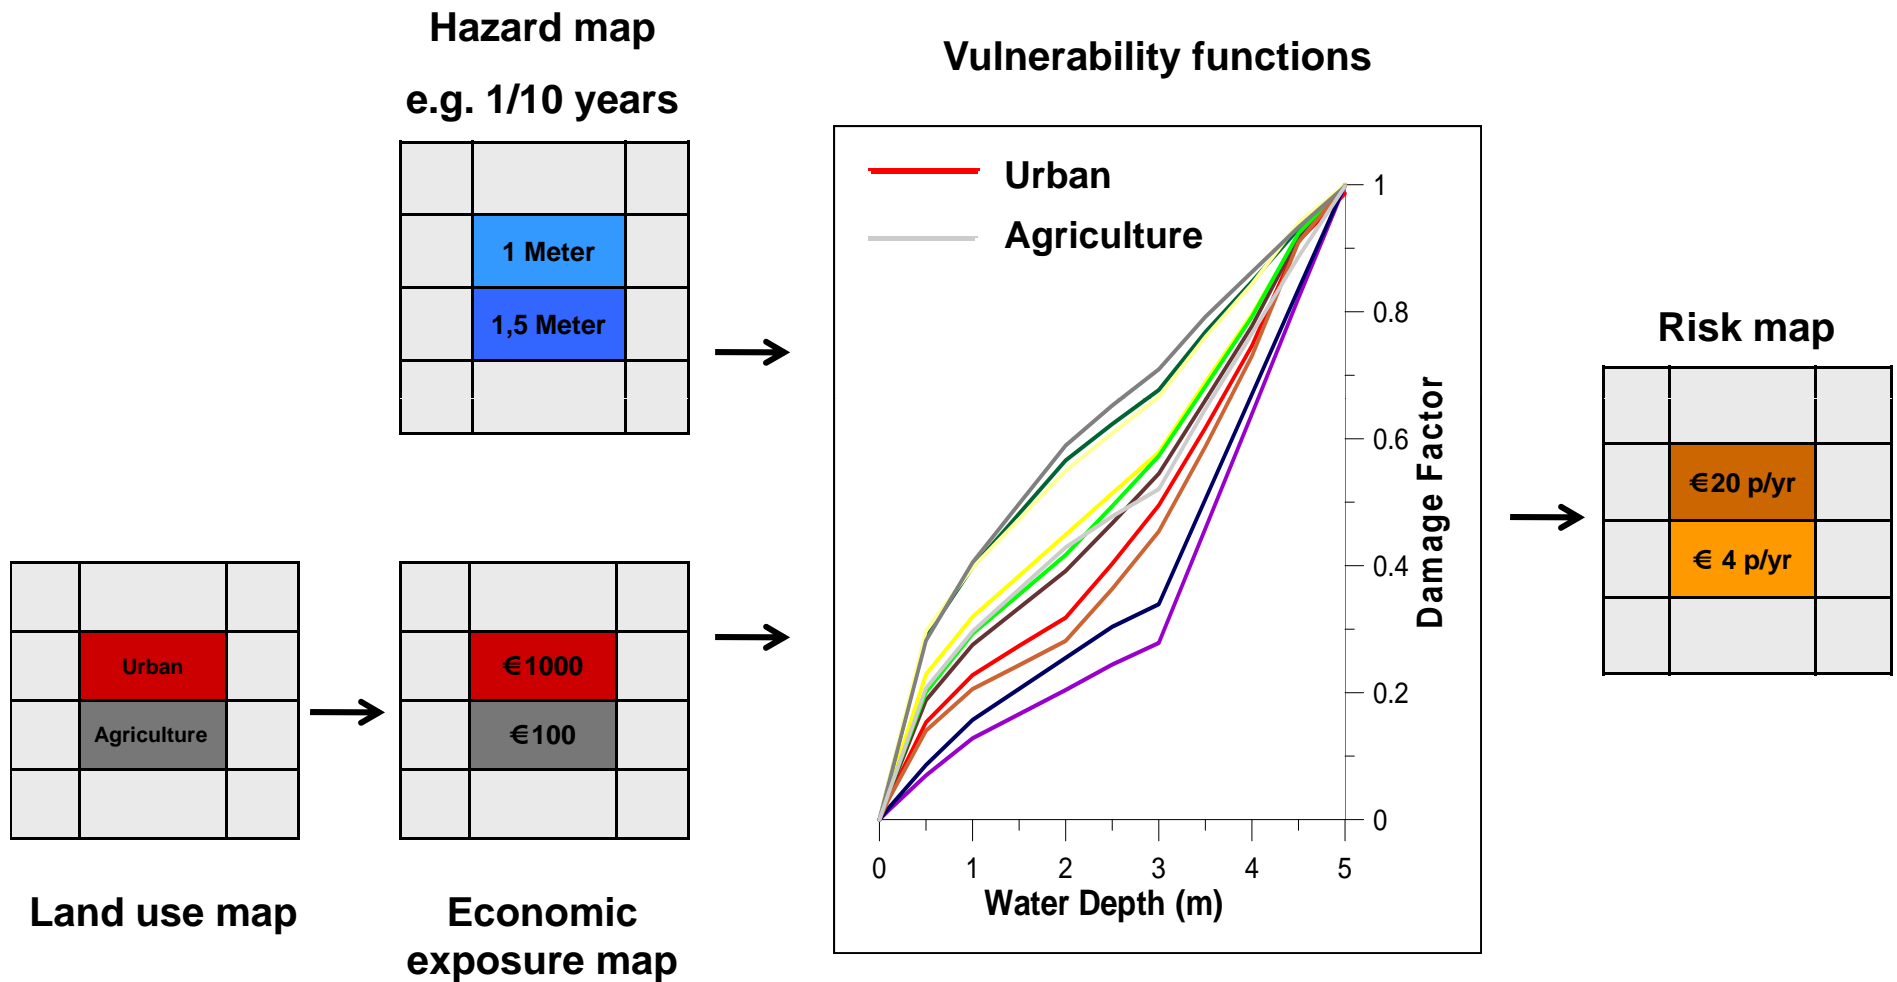 Hazard map
e.g. 1/10 years
1 Meter
1,5 Meter
Urban
Agriculture
Land use map
€1000
€100
Economic
exposure map
Vulnerability functions
Urban
Agriculture
1
0.8
0.6
0.4
0.2
0
Damage Factor
0 1 2 3 4 5
Water Depth (m)
Risk map
€20 p/yr
€ 4 p/yr